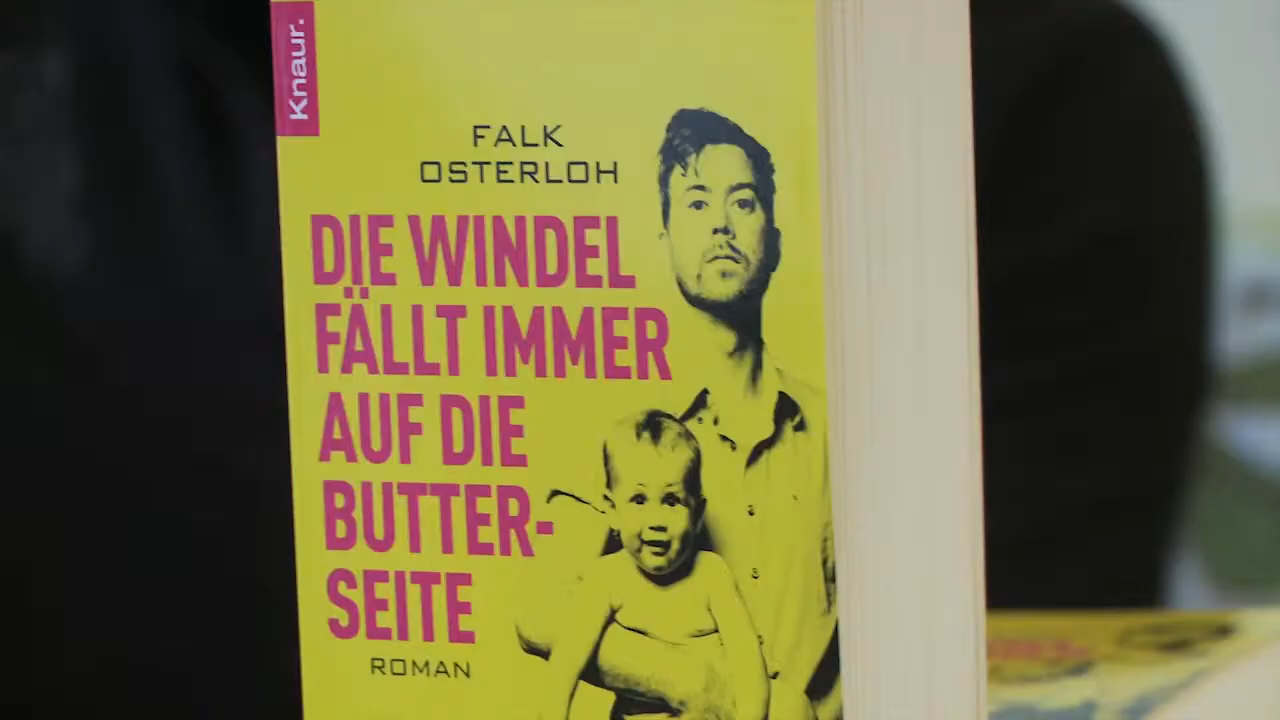 Knaur.
FALK
OSTERLOH
DIE WINDEL
FÄLLT IMMER
AUF DIE
BUTTER-
SEITE
ROMAN